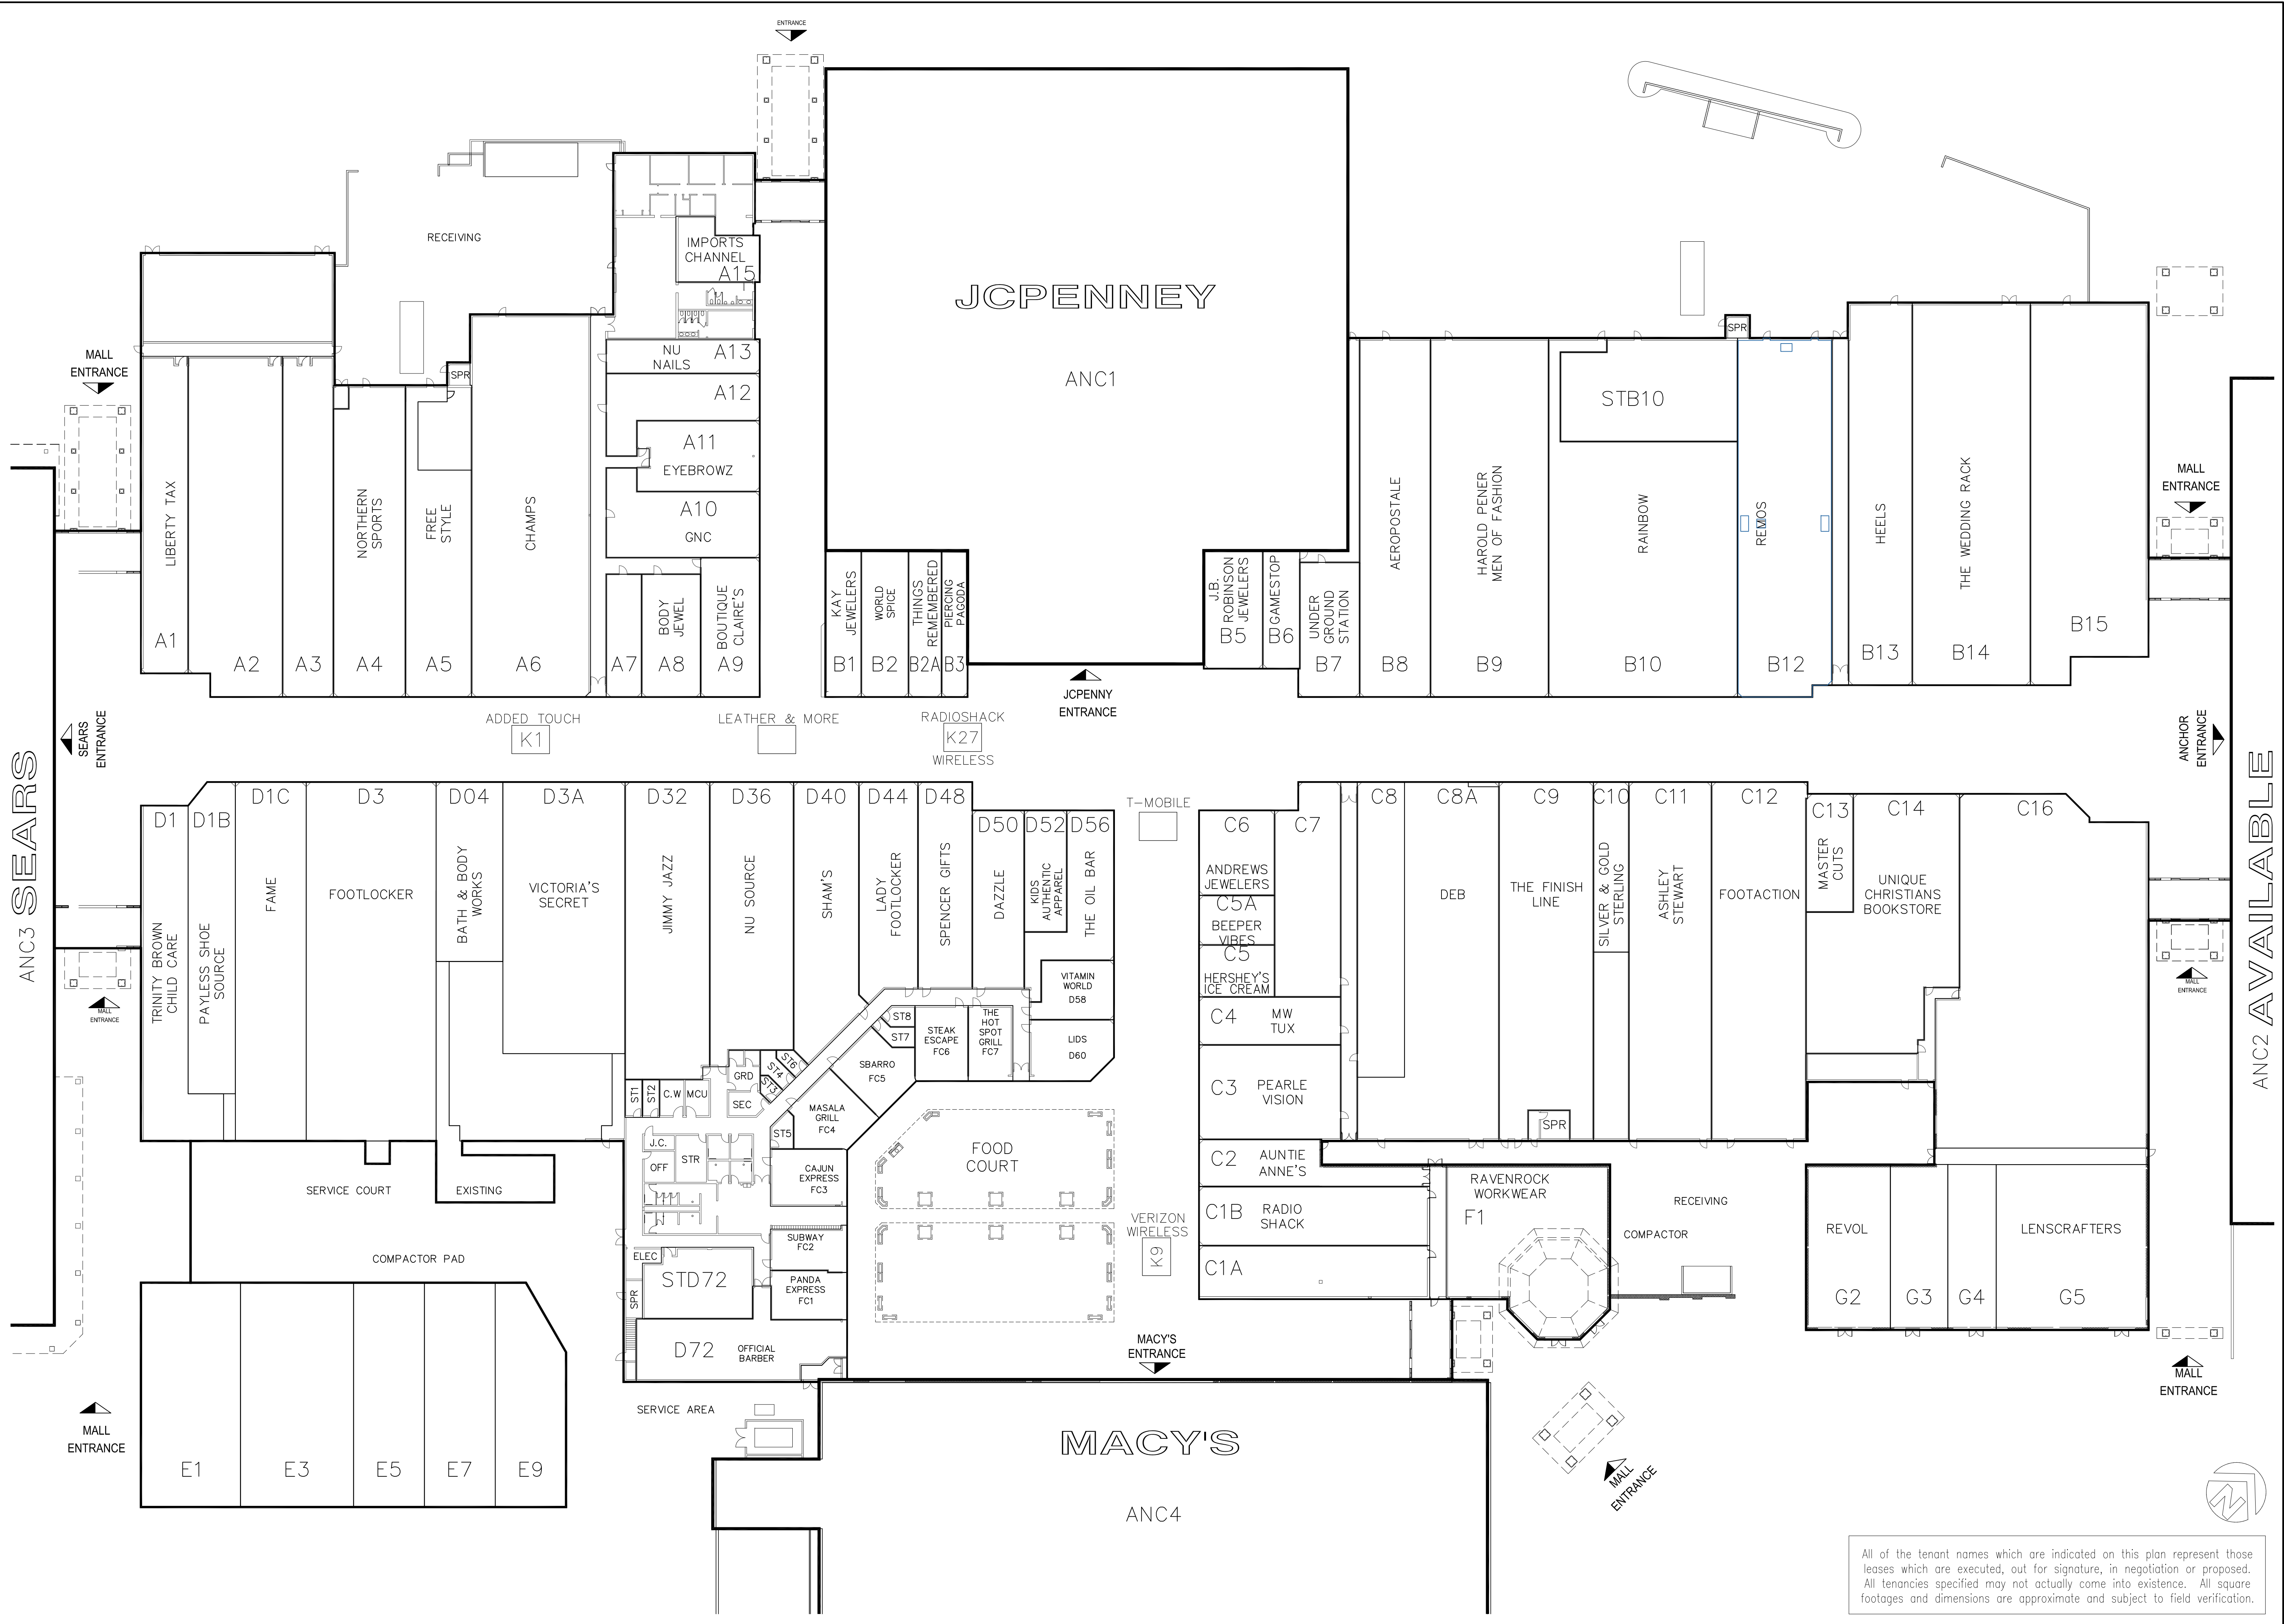 ENTRANCE
RECEIVING
IMPORTS
CHANNEL
A15
JCPENNEY
ANC1
MALL
ENTRANCE
SPR
NU
NAILS
A13
A12
A11
EYEBROWZ
A10
GNC
LIBERTY TAX
A1
A2
A3
NORTHERN
SPORTS
A4
FREE
STYLE
A5
CHAMPS
A6
A7
BODY
JEWEL
A8
BOUTIQUE
CLAIRE'S
A9
KAY
JEWELERS
B1
WORLD
SPICE
B2
THINGS
REMEMBERED
B2A
PIERCING
PAGODA
B3
J.B.
ROBINSON
JEWELERS
B5
GAMESTOP
B6
UNDER
GROUND
STATION
B7
AEROPOSTALE
B8
HAROLD PENER
MEN OF FASHION
B9
STB10
RAINBOW
B10
SPR
REMOS
B12
HEELS
B13
THE WEDDING RACK
B14
B15
MALL
ENTRANCE
JCPENNY
ENTRANCE
SEARS
ENTRANCE
ANC3 SEARS
ADDED TOUCH
K1
LEATHER & MORE
RADIOSHACK
K27
WIRELESS
ANCHOR
ENTRANCE
ANC2 AVAILABLE
D1
TRINITY BROWN
CHILD CARE
D1B
PAYLESS SHOE
SOURCE
D1C
FAME
D3
FOOTLOCKER
D04
BATH & BODY
WORKS
D3A
VICTORIA'S
SECRET
D32
JIMMY JAZZ
D36
NU SOURCE
D40
SHAM'S
D44
LADY
FOOTLOCKER
D48
SPENCER GIFTS
D50
DAZZLE
D52
KIDS
AUTHENTIC
APPAREL
D56
THE OIL BAR
VITAMIN
WORLD
D58
LIDS
D60
T-MOBILE
C6
ANDREWS
JEWELERS
C5A
BEEPER
VIBES
C5
HERSHEY'S
ICE CREAM
C4
MW
TUX
C3
PEARLE
VISION
C2
AUNTIE
ANNE'S
C1B
RADIO
SHACK
C1A
C7
C8
C8A
DEB
C9
THE FINISH
LINE
SPR
C10
SILVER & GOLD
STERLING
C11
ASHLEY
STEWART
C12
FOOTACTION
C13
MASTER
CUTS
C14
UNIQUE
CHRISTIANS
BOOKSTORE
C16
MALL
ENTRANCE
MALL
ENTRANCE
ST8
ST7
STEAK
ESCAPE
FC6
THE
HOT
SPOT
GRILL
FC7
SBARRO
FC5
MASALA
GRILL
FC4
ST1
ST2
C.W
MCU
GRD
SEC
ST4
ST6
ST3
ST5
J.C.
OFF
STR
CAJUN
EXPRESS
FC3
SUBWAY
FC2
PANDA
EXPRESS
FC1
ELEC
SPR
STD72
D72
OFFICIAL
BARBER
FOOD
COURT
VERIZON
WIRELESS
K9
SERVICE COURT
EXISTING
COMPACTOR PAD
E1
E3
E5
E7
E9
MALL
ENTRANCE
SERVICE AREA
MACY'S
ENTRANCE
MACY'S
ANC4
RAVENROCK
WORKWEAR
F1
RECEIVING
COMPACTOR
REVOL
G2
G3
G4
LENSCRAFTERS
G5
MALL
ENTRANCE
MALL
ENTRANCE
N
All of the tenant names which are indicated on this plan represent those
leases which are executed, out for signature, in negotiation or proposed.
All tenancies specified may not actually come into existence. All square
footages and dimensions are approximate and subject to field verification.